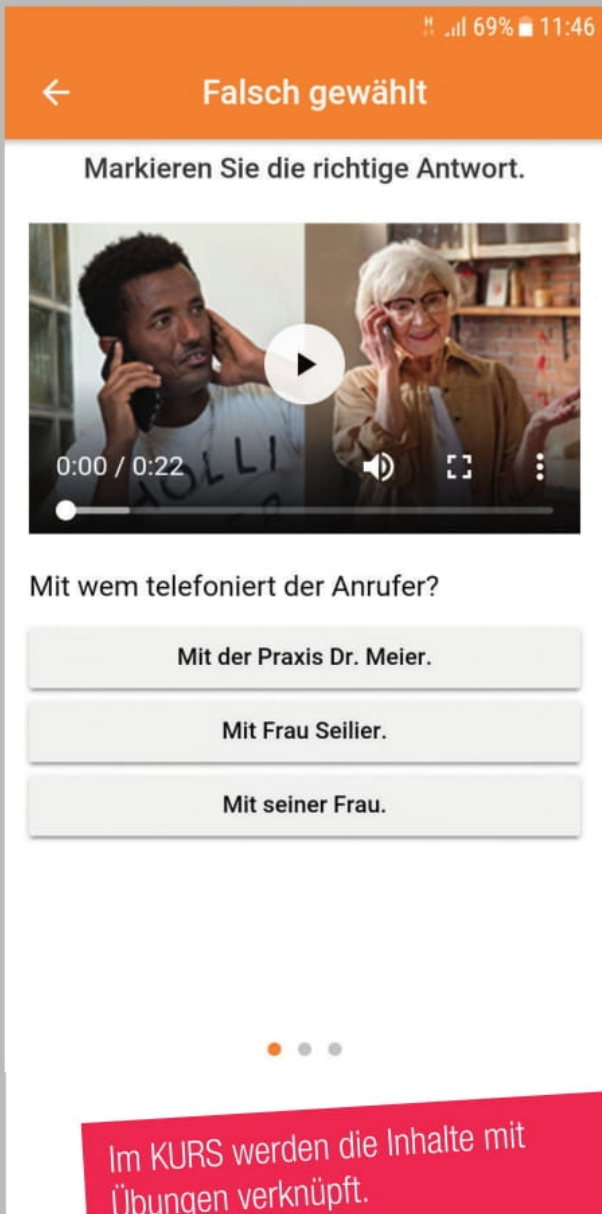 H 69% 11:46
Falsch gewählt
Markieren Sie die richtige Antwort.
HOLLI
ER
0:00 / 0:22
Mit wem telefoniert der Anrufer?
Mit der Praxis Dr. Meier.
Mit Frau Seilier.
Mit seiner Frau.
Im KURS werden die Inhalte mit
Übungen verknüpft.